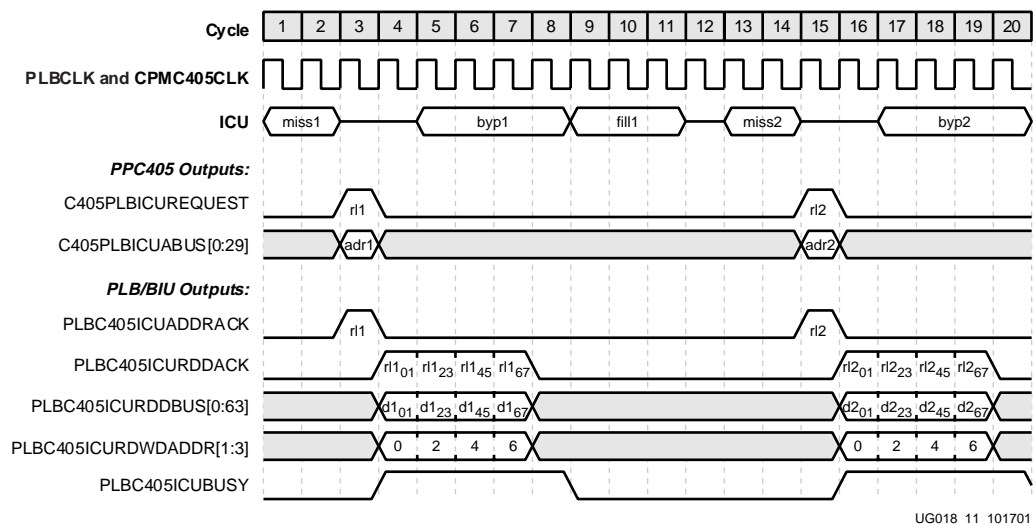 Cycle 1 2 3 4 5 6 7 8 9 10 11 12 13 14 15 16 17 18 19 20
PLBCLK and CPMC405CLK
ICU miss1 byp1 fill1 miss2 byp2
PPC405 Outputs:
C405PLBICUREQUEST rl1 rl2
C405PLBICUABUS[0:29] adr1 adr2
PLB/BIU Outputs:
PLBC405ICUADDRACK rl1 rl2
PLBC405ICURDDACK rl1₀₁ rl1₂₃ rl1₄₅ rl1₆₇ rl2₀₁ rl2₂₃ rl2₄₅ rl2₆₇
PLBC405ICURDDBUS[0:63] d1₀₁ d1₂₃ d1₄₅ d1₆₇ d2₀₁ d2₂₃ d2₄₅ d2₆₇
PLBC405ICURDWDADDR[1:3] 0 2 4 6 0 2 4 6
PLBC405ICUBUSY
UG018_11_101701